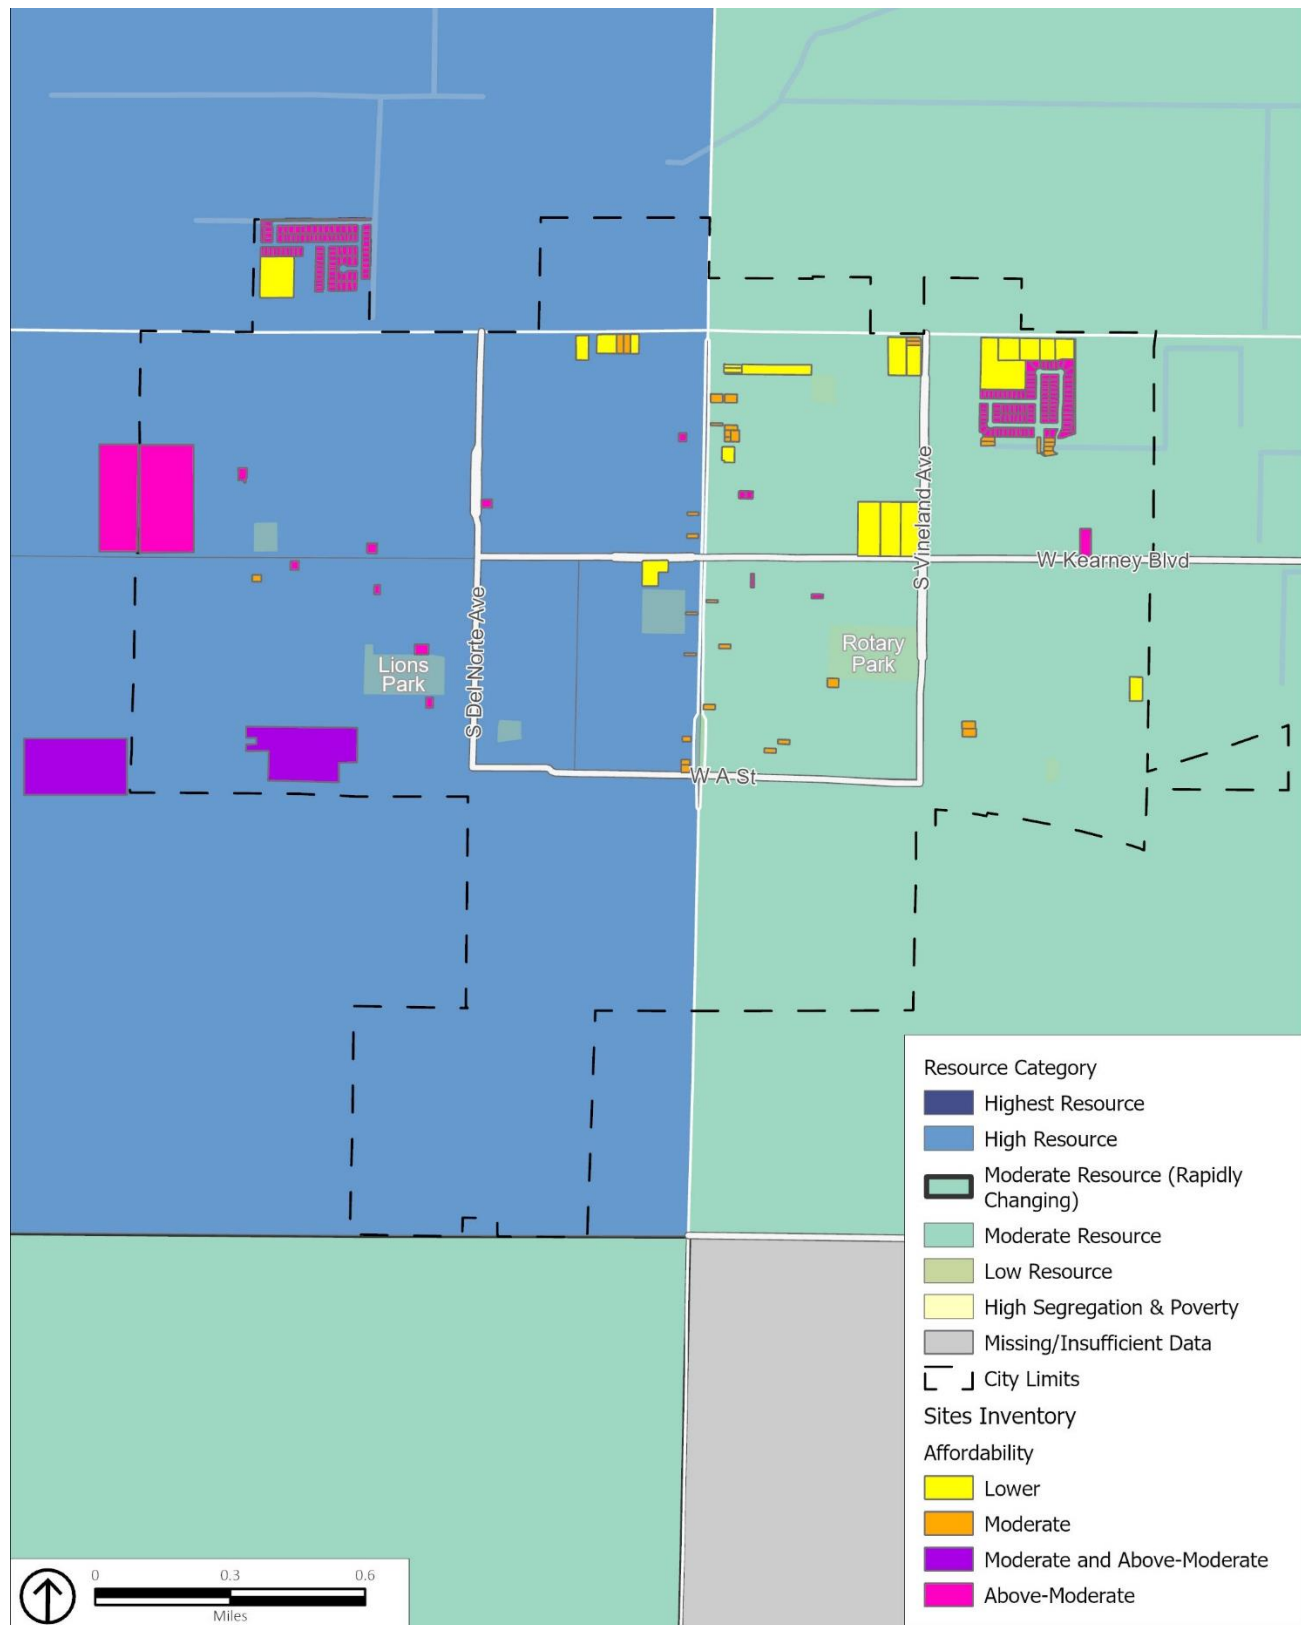 S Vineland Ave
W Kearney Blvd
S Del Norte Ave
Lions
Park
Rotary
Park
W A St
Resource Category
Highest Resource
High Resource
Moderate Resource (Rapidly
Changing)
Moderate Resource
Low Resource
High Segregation & Poverty
Missing/Insufficient Data
City Limits
Sites Inventory
Affordability
Lower
Moderate
Moderate and Above-Moderate
Above-Moderate
0 0.3 0.6
Miles